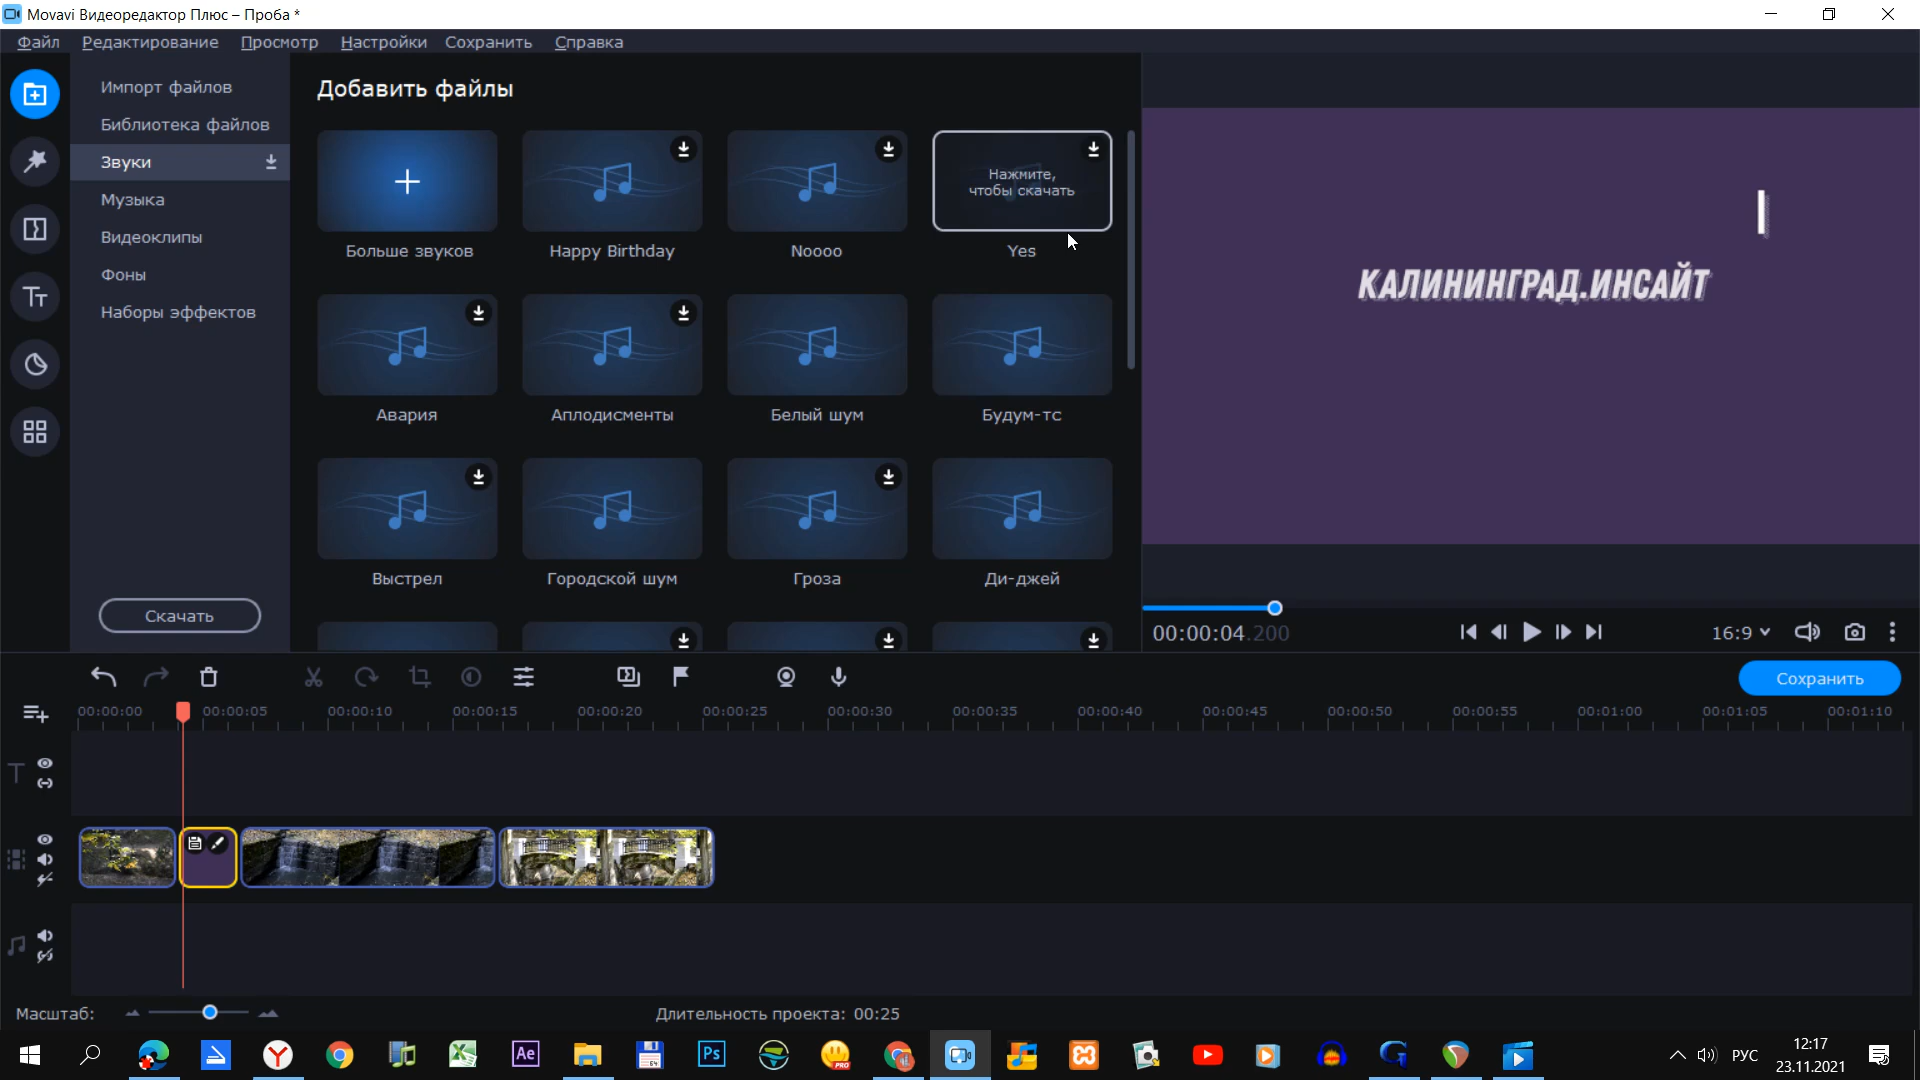 Movavi Видеоредактор Плюс – Проба *
Файл Редактирование Просмотр Настройки Сохранить Справка
Импорт файлов
Библиотека файлов
Звуки
Музыка
Видеоклипы
Фоны
Наборы эффектов
Скачать
Добавить файлы
Нажмите,
чтобы скачать
Больше звуков Happy Birthday Noooo Yes
Авария Аплодисменты Белый шум Будум-тс
Выстрел Городской шум Гроза Ди-джей
КАЛИНИНГРАД.ИНСАЙТ
00:00:04.200 16:9
Сохранить
00:00:00 00:00:05 00:00:10 00:00:15 00:00:20 00:00:25 00:00:30 00:00:35 00:00:40 00:00:45 00:00:50 00:00:55 00:01:00 00:01:05 00:01:10
Масштаб: Длительность проекта: 00:25
Ae 64 Ps PRO РУС
12:17
23.11.2021